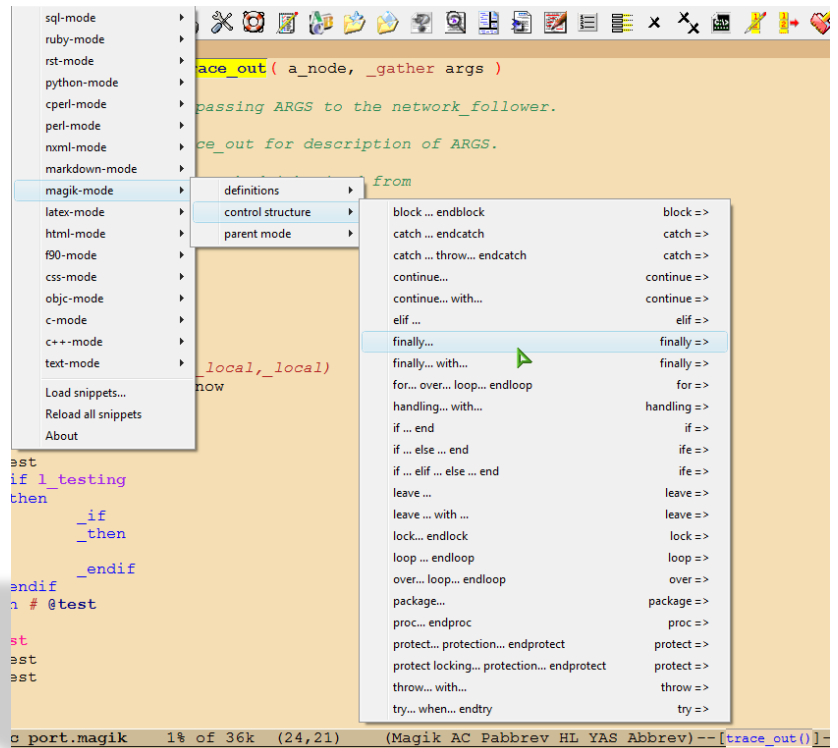 sql-mode
ruby-mode
rst-mode
python-mode
cperl-mode
perl-mode
nxml-mode
markdown-mode
magik-mode
latex-mode
html-mode
f90-mode
css-mode
objc-mode
c-mode
c++-mode
text-mode
Load snippets...
Reload all snippets
About
definitions
control structure
parent mode
block ... endblock block =>
catch ... endcatch catch =>
catch ... throw... endcatch catch =>
continue... continue =>
continue... with... continue =>
elif ... elif =>
finally... finally =>
finally... with... finally =>
for... over... loop... endloop for =>
handling... with... handling =>
if ... end if =>
if ... else ... end ife =>
if ... elif ... else ... end ife =>
leave ... leave =>
leave ... with ... leave =>
lock... endlock lock =>
loop ... endloop loop =>
over... loop... endloop over =>
package... package =>
proc... endproc proc =>
protect... protection... endprotect protect =>
protect locking... protection... endprotect protect =>
throw... with... throw =>
try... when... endtry try =>
race_out( a_node, _gather args )
passing ARGS to the network_follower.
ce_out for description of ARGS.
from
_local,_local)
now
est
if l_testing
then
_if
_then
_endif
endif
n # @test
st
est
est
c port.magik 1% of 36k (24,21) (Magik AC Pabbrev HL YAS Abbrev)--[trace_out()]-